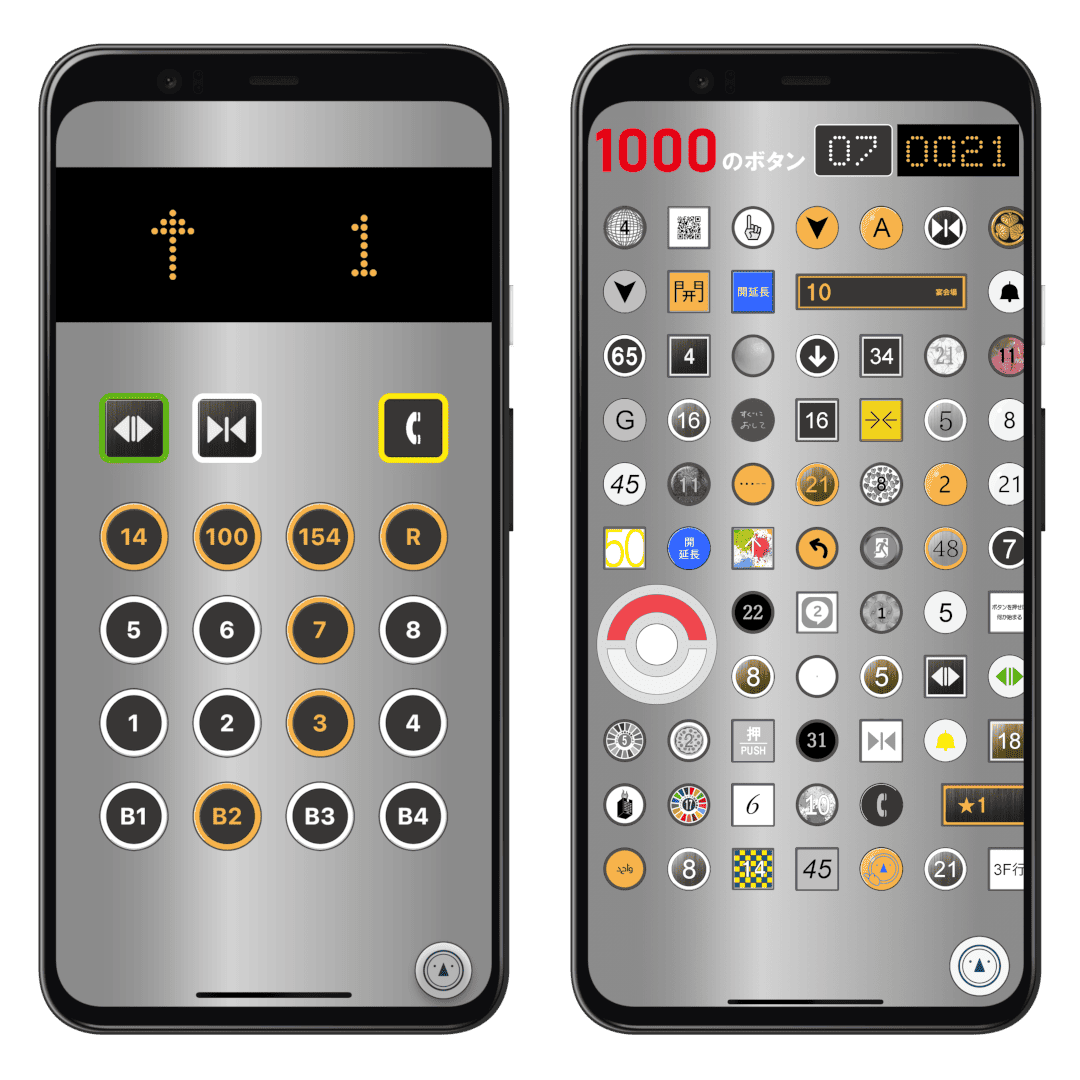 ↑ 1
14 100 154 R
5 6 7 8
1 2 3 4
B1 B2 B3 B4
1000のボタン 07 0021
4 A
開 開延長 10 宴会場
65 4 34 21 11
G 16 すぐに
おして 16 5 8
45 11 21 8 2 21
50 開
延長 48 7
22 2 1 5 ボタンを押せば
何か始まる
8 5
5 2 押
PUSH 31 18
17 6 10 ★1
واحد 8 14 45 21 3F行